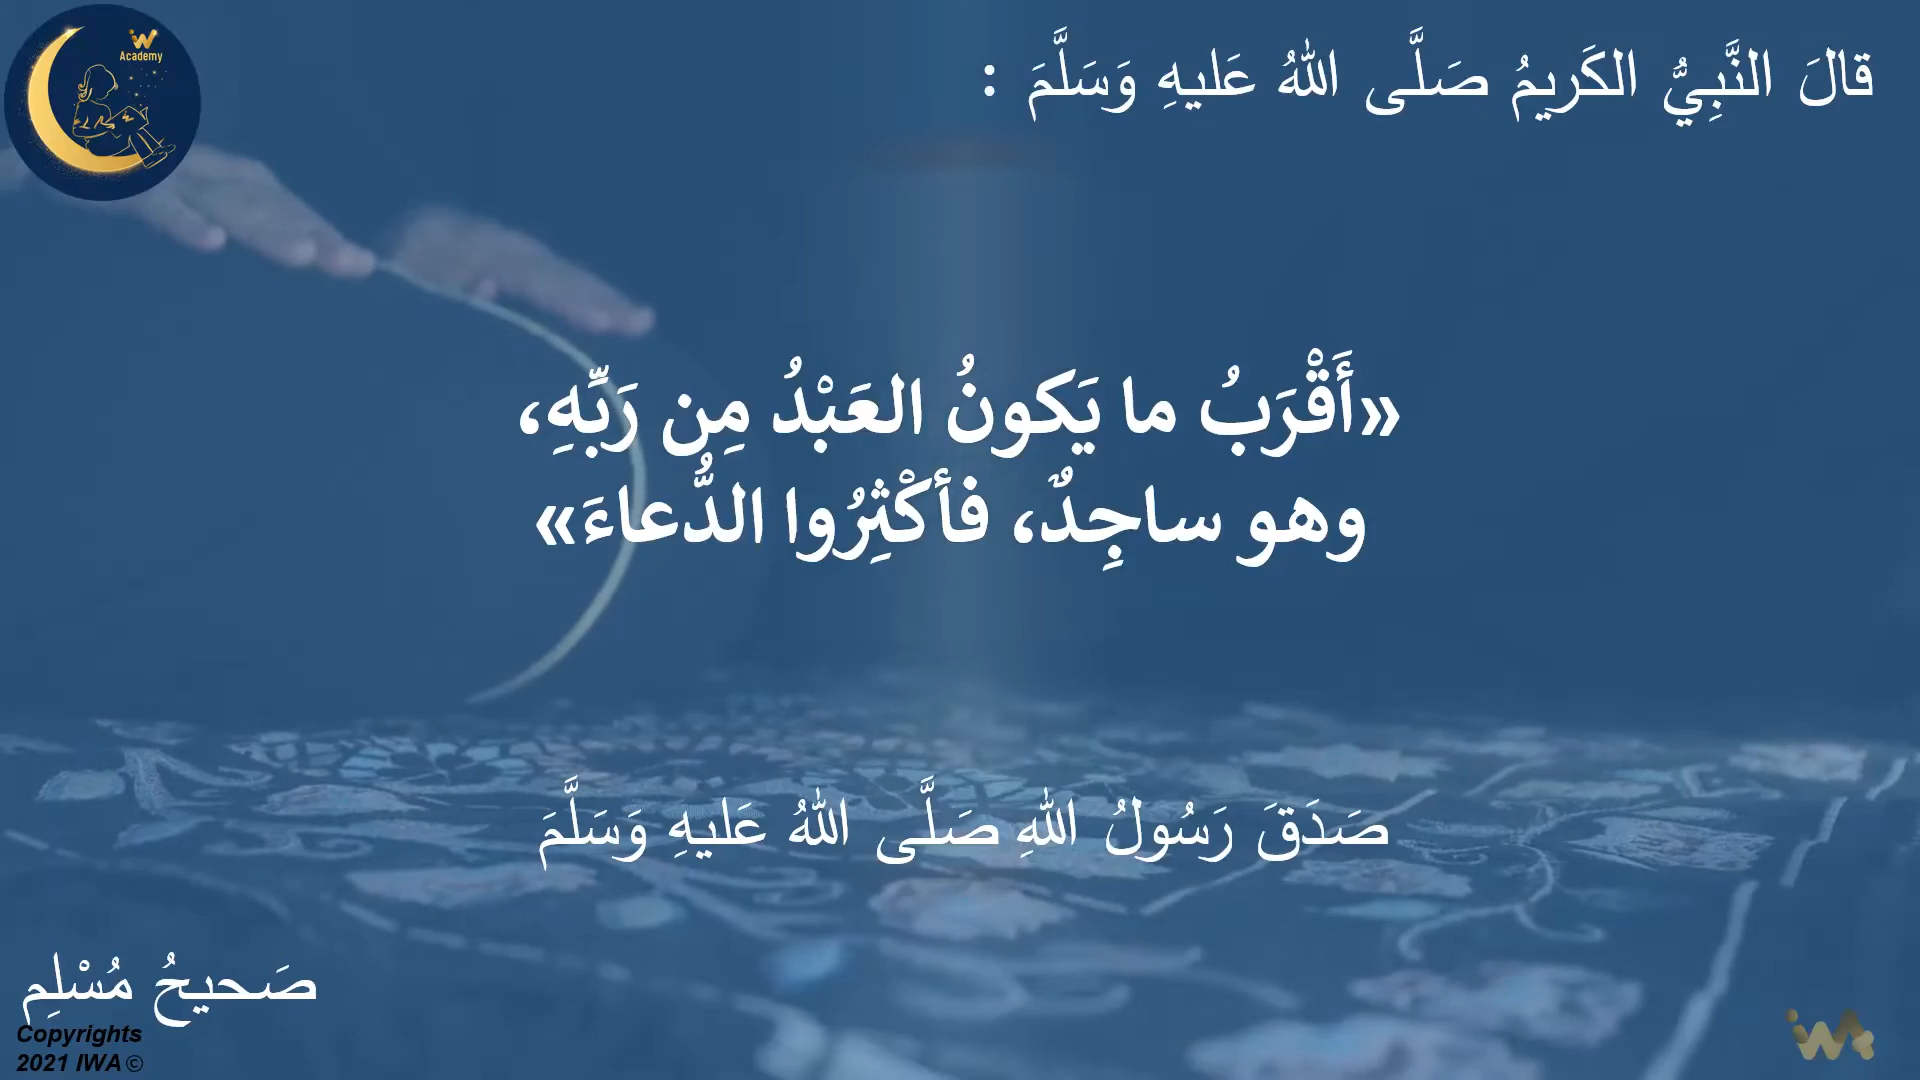 Academy
قالَ النَّبِيُّ الكَريمُ صَلَّى اللهُ عَليهِ وَسَلَّمَ :
«أَقْرَبُ ما يَكونُ العَبْدُ مِن رَبِّهِ،
وهو ساجِدٌ، فأكْثِرُوا الدُّعاءَ»
صَدَقَ رَسُولُ اللهِ صَلَّى اللهُ عَليهِ وَسَلَّمَ
صَحيحُ مُسْلِمِ
Copyrights
2021 IWA©